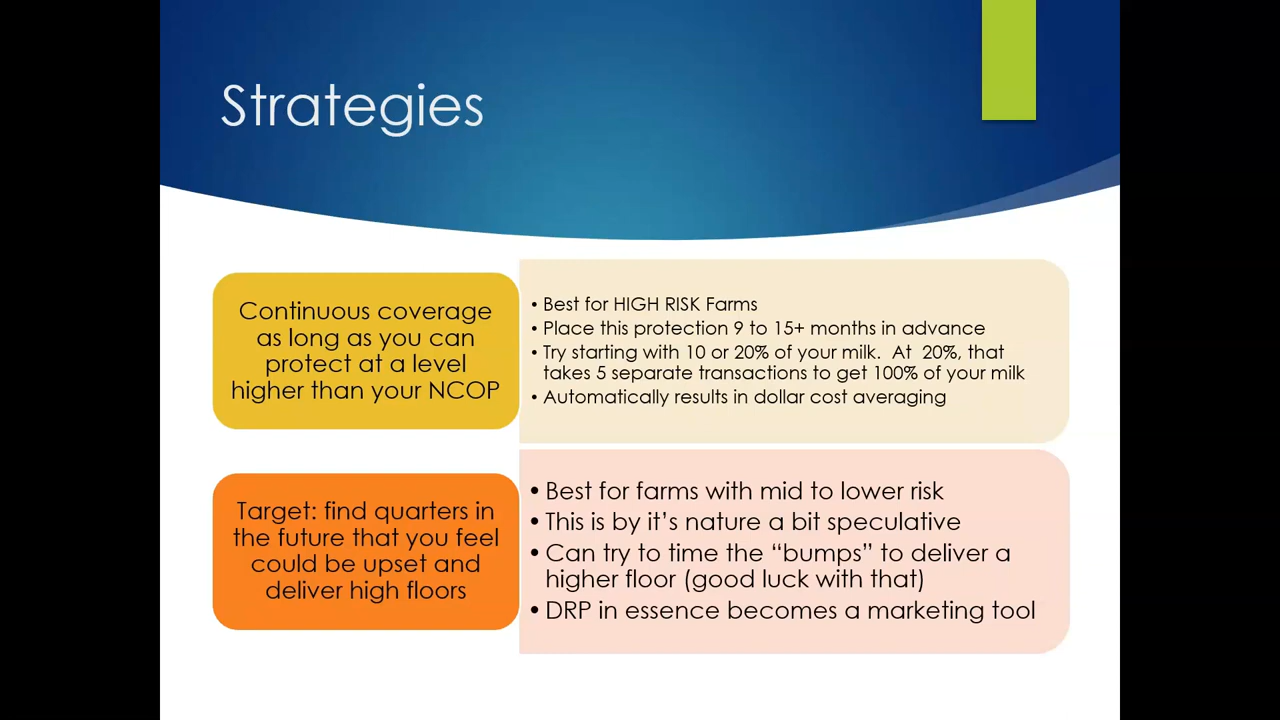 Strategies
Continuous coverage
as long as you can
protect at a level
higher than your NCOP
• Best for HIGH RISK Farms
• Place this protection 9 to 15+ months in advance
• Try starting with 10 or 20% of your milk.  At  20%, that
takes 5 separate transactions to get 100% of your milk
• Automatically results in dollar cost averaging
Target: find quarters in
the future that you feel
could be upset and
deliver high floors
• Best for farms with mid to lower risk
• This is by it’s nature a bit speculative
• Can try to time the “bumps” to deliver a
higher floor (good luck with that)
• DRP in essence becomes a marketing tool